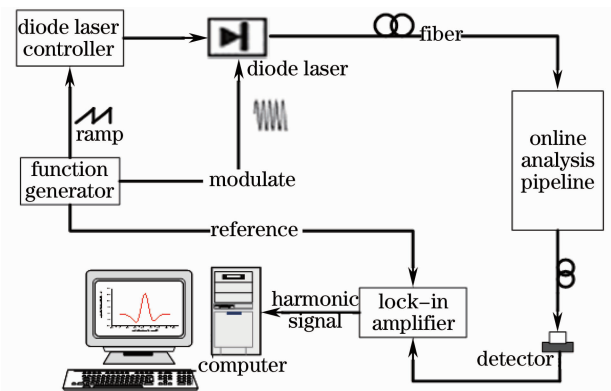 diode laser
controller
fiber
diode laser
ramp
online
analysis
pipeline
function
generator
modulate
reference
harmonic
signal
lock-in
amplifier
detector
computer